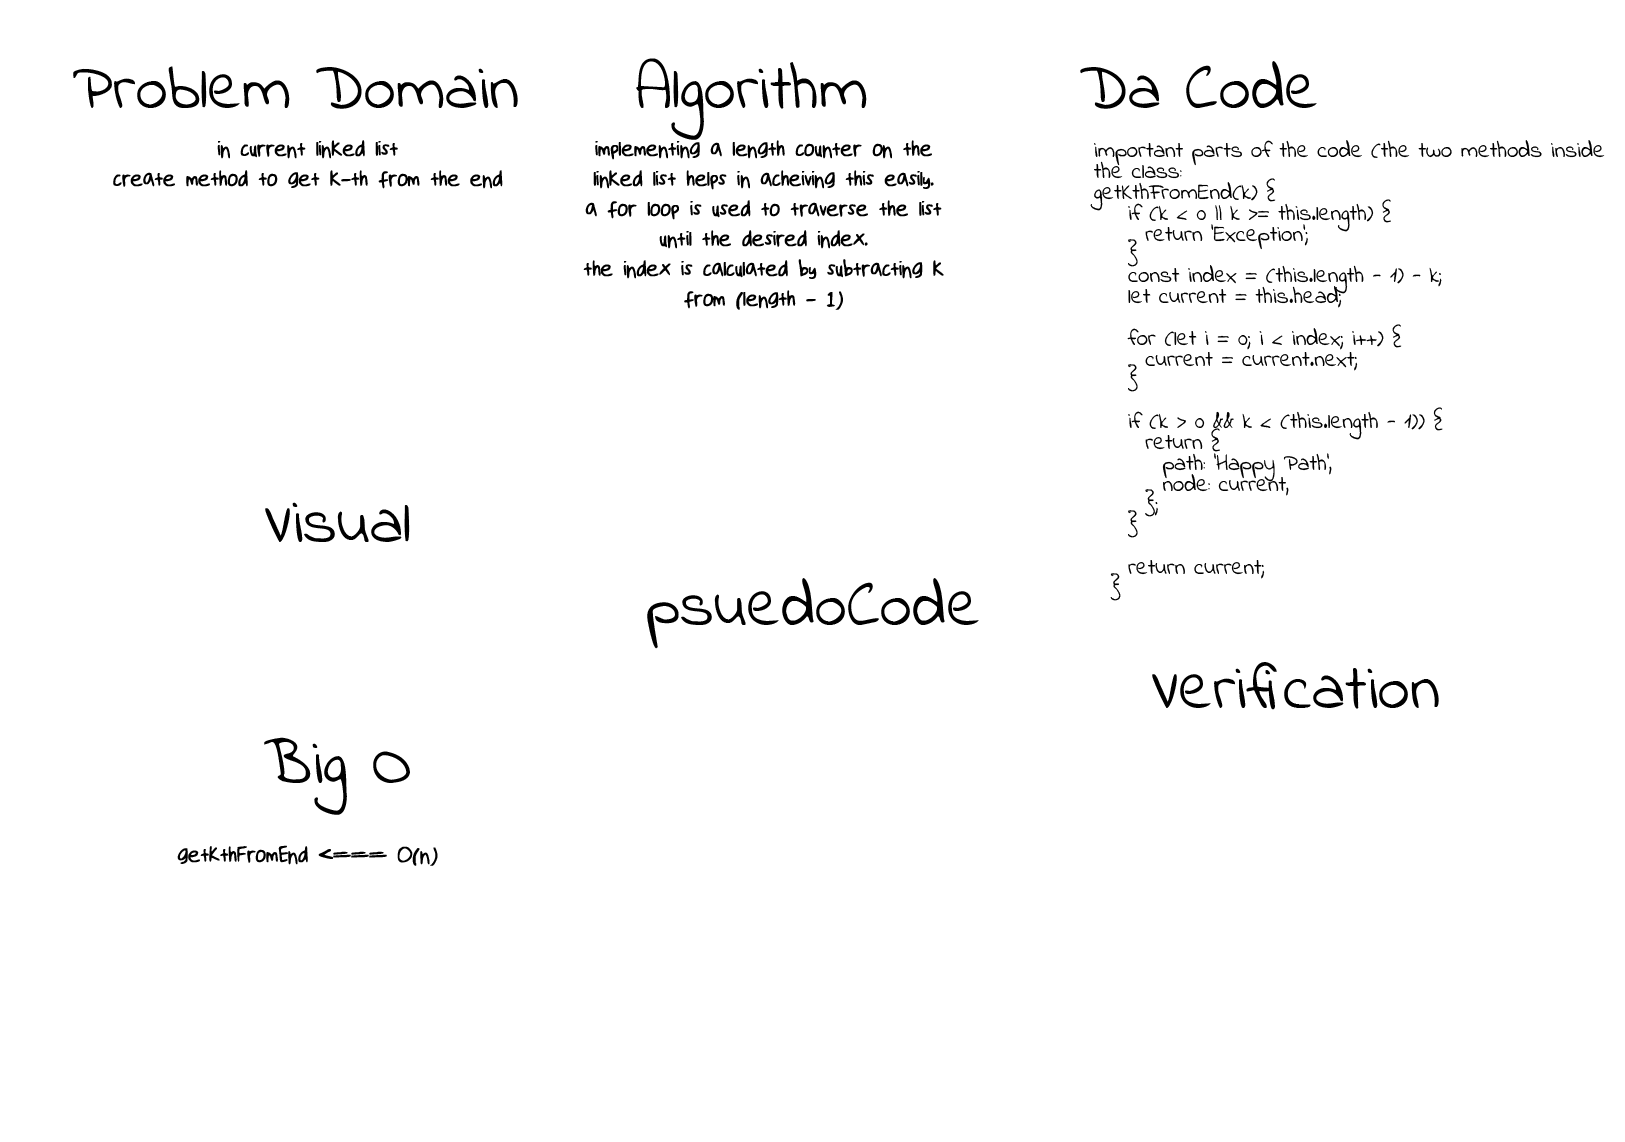 Problem Domain
in current linked list
create method to get K-th from the end
Visual
Big O
getKthFromEnd <==== O(n)
Algorithm
implementing a length counter on the
linked list helps in acheiving this easily.
a for loop is used to traverse the list
until the desired index.
the index is calculated by subtracting K
from (length - 1)
psuedoCode
Da Code
important parts of the code (the two methods inside
the class:
getKthFromEnd(k) {
if (k < 0 || k >= this.length) {
return 'Exception';
}
const index = (this.length - 1) - k;
let current = this.head;
for (let i = 0; i < index; i++) {
current = current.next;
}
if (k > 0 && k < (this.length - 1)) {
return {
path: 'Happy Path',
node: current,
};
}
return current;
}
verification